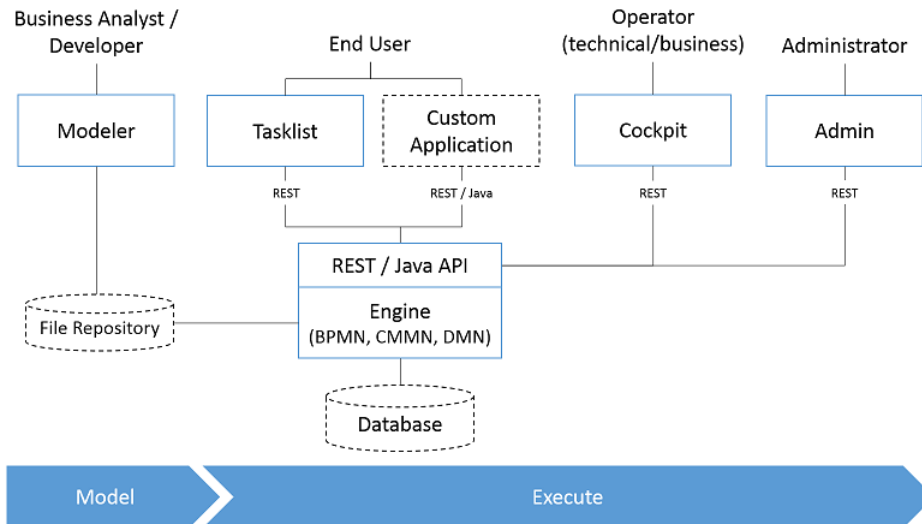 Business Analyst /
Developer
End User
Operator
(technical/business)
Administrator
Modeler
Tasklist
Custom
Application
Cockpit
Admin
REST
REST / Java
REST
REST
REST / Java API
Engine
(BPMN, CMMN, DMN)
File Repository
Database
Model
Execute